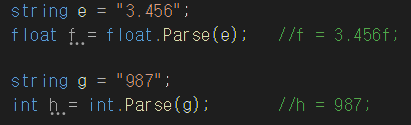 string e = "3.456";
float f = float.Parse(e);   //f = 3.456f;
string g = "987";
int h = int.Parse(g);       //h = 987;